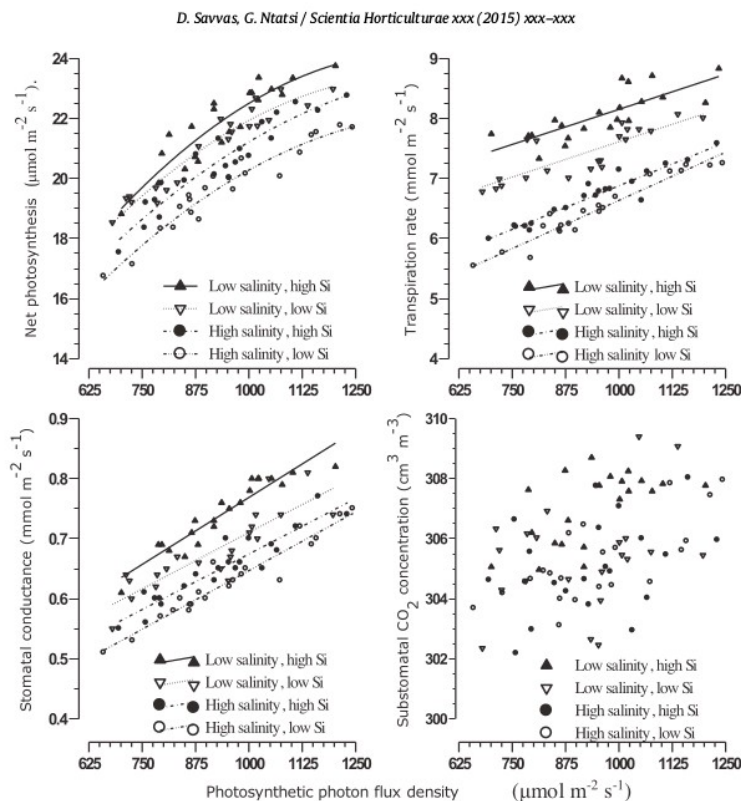 D. Savvas, G. Ntatsi / Scientia Horticulturae xxx (2015) xxx–xxx
Net photosynthesis (μmol m⁻² s⁻¹).
24
22
20
18
16
14
Low salinity, high Si
Low salinity, low Si
High salinity, high Si
High salinity, low Si
625 750 875 1000 1125 1250
Transpiration rate (mmol m⁻² s⁻¹)
9
8
7
6
5
4
Low salinity, high Si
Low salinity, low Si
High salinity, high Si
High salinity low Si
625 750 875 1000 1125 1250
Stomatal conductance (mmol m⁻² s⁻¹)
0.9
0.8
0.7
0.6
0.5
0.4
Low salinity, high Si
Low salinity, low Si
High salinity, high Si
High salinity, low Si
625 750 875 1000 1125 1250
Substomatal CO₂ concentration (cm³ m⁻³)
310
308
306
304
302
300
Low salinity, high Si
Low salinity, low Si
High salinity, high Si
High salinity, low Si
625 750 875 1000 1125 1250
Photosynthetic photon flux density (μmol m⁻² s⁻¹)